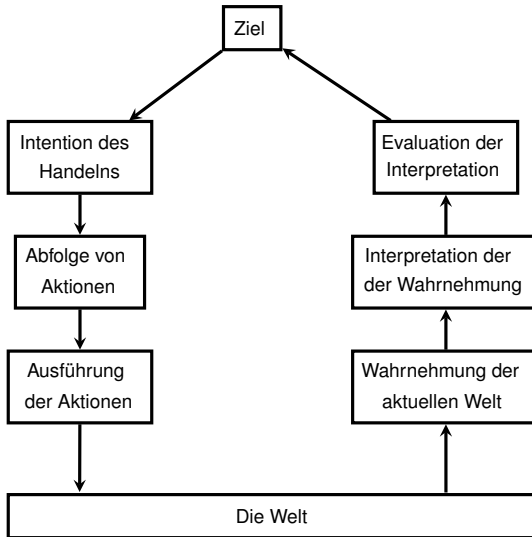 Ziel
Intention des
Handelns
Evaluation der
Interpretation
Abfolge von
Aktionen
Interpretation der
der Wahrnehmung
Ausführung
der Aktionen
Wahrnehmung der
aktuellen Welt
Die Welt